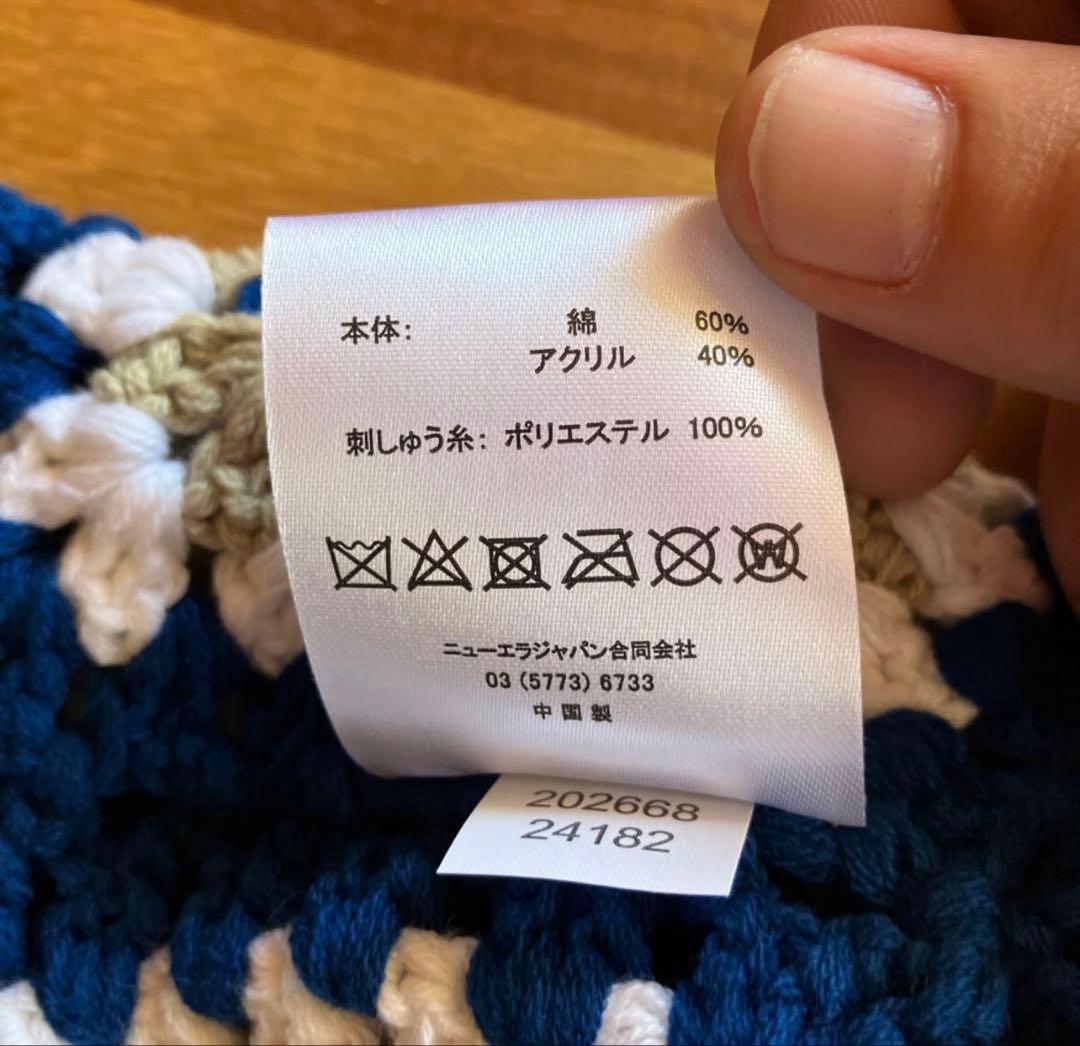 本体: 綿 60%
アクリル 40%
刺しゅう糸: ポリエステル 100%
W
ニューエラジャパン合同会社
03 (5773) 6733
中国製
202668
24182